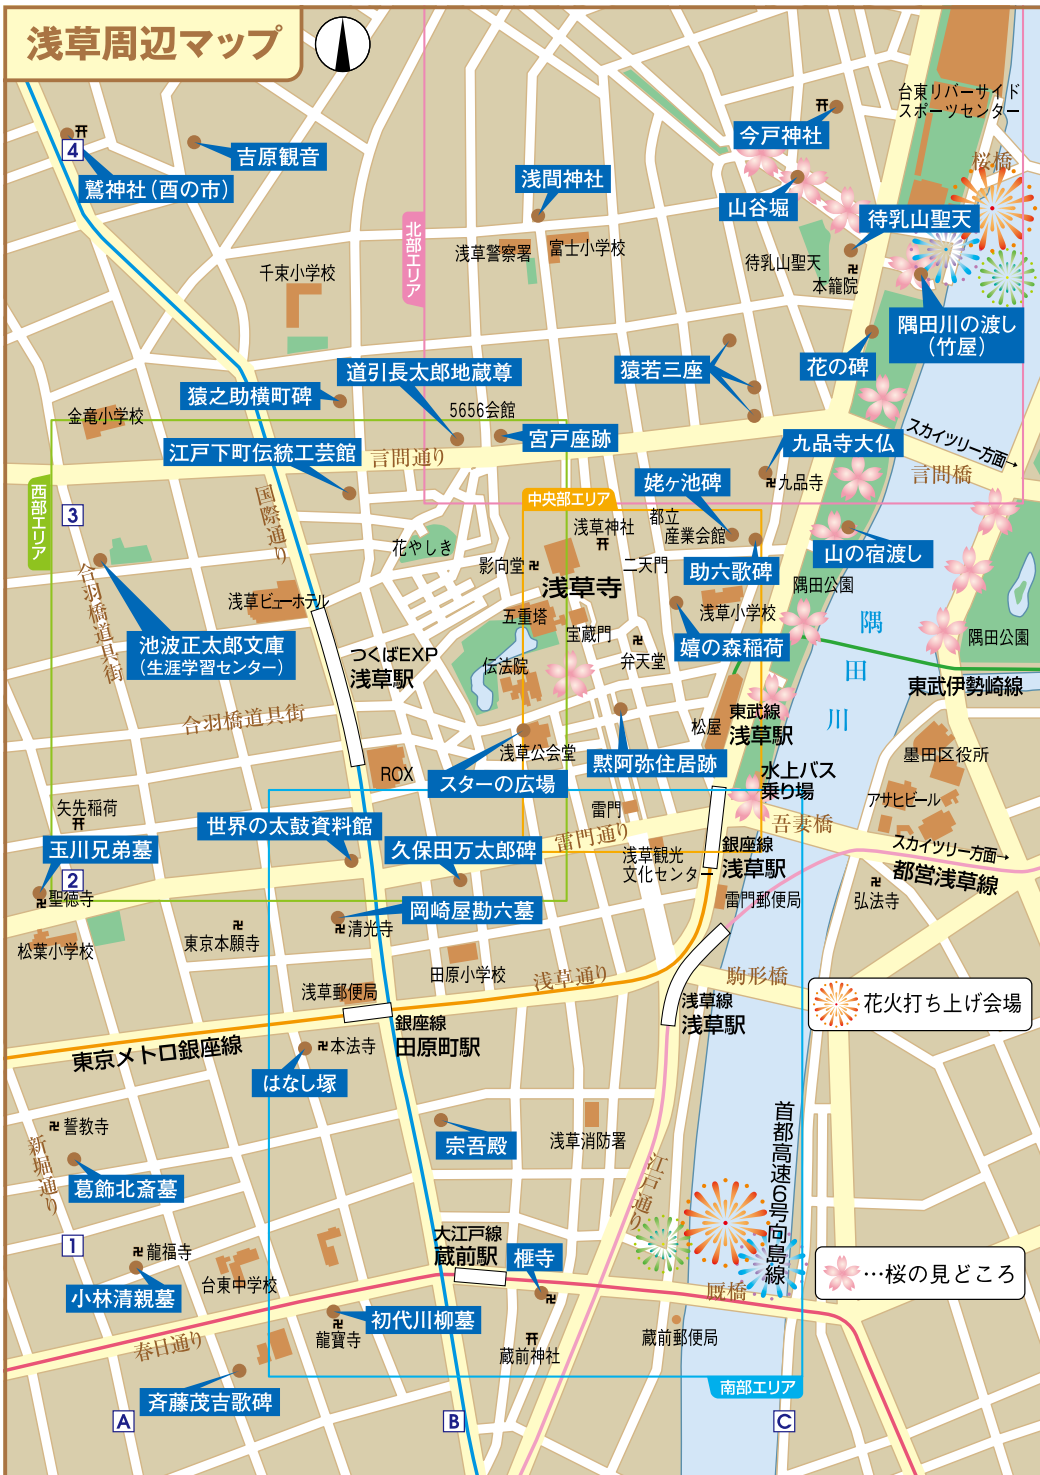 浅草周辺マップ
台東リバーサイド
スポーツセンター
4
今戸神社
桜橋
吉原観音
鷲神社（酉の市）
浅間神社
山谷堀
待乳山聖天
北部エリア
浅草警察署
富士小学校
待乳山聖天
本龍院
千束小学校
隅田川の渡し
（竹屋）
花の碑
道引長太郎地蔵尊
猿若三座
猿之助横町碑
金竜小学校
5656会館
宮戸座跡
スカイツリー方面→
江戸下町伝統工芸館
言問通り
九品寺大仏
言問橋
姥ヶ池碑
九品寺
西部エリア
国際通り
中央部エリア
3
浅草神社
都立
産業会館
山の宿渡し
花やしき
影向堂
二天門
助六歌碑
合羽橋道具街
浅草寺
隅田公園
浅草ビューホテル
五重塔
浅草小学校
宝蔵門
隅田川
隅田公園
池波正太郎文庫
（生涯学習センター）
つくばEXP
浅草駅
伝法院
弁天堂
嬉の森稲荷
東武伊勢崎線
合羽橋道具街
松屋
東武線
浅草駅
浅草公会堂
黙阿弥住居跡
墨田区役所
ROX
スターの広場
水上バス
乗り場
矢先稲荷
雷門
アサヒビール
世界の太鼓資料館
雷門通り
吾妻橋
玉川兄弟墓
久保田万太郎碑
浅草観光
文化センター
銀座線
浅草駅
スカイツリー方面→
都営浅草線
2
聖徳寺
岡崎屋勘六墓
雷門郵便局
弘法寺
松葉小学校
東京本願寺
清光寺
田原小学校
浅草通り
駒形橋
浅草郵便局
浅草線
浅草駅
花火打ち上げ会場
銀座線
田原町駅
東京メトロ銀座線
本法寺
はなし塚
誓教寺
宗吾殿
浅草消防署
首都高速6号向島線
新堀通り
江戸通り
葛飾北斎墓
1
龍福寺
大江戸線
蔵前駅
榧寺
台東中学校
…桜の見どころ
小林清親墓
厩橋
初代川柳墓
春日通り
龍寶寺
蔵前神社
蔵前郵便局
斉藤茂吉歌碑
南部エリア
A
B
C